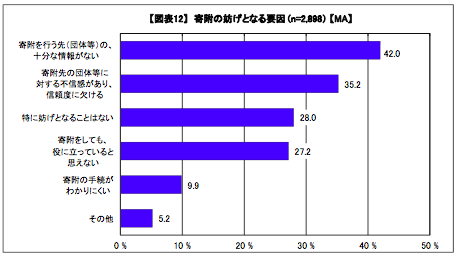 【図表12】 寄附の妨げとなる要因（n=2,898）【MA】
寄附を行う先（団体等）の、
十分な情報がない
42.0
寄附先の団体等に
対する不信感があり、
信頼度に欠ける
35.2
特に妨げとなることはない
28.0
寄附をしても、
役に立っていると
思えない
27.2
寄附の手続が
わかりにくい
9.9
その他
5.2
0 %
10 %
20 %
30 %
40 %
50 %